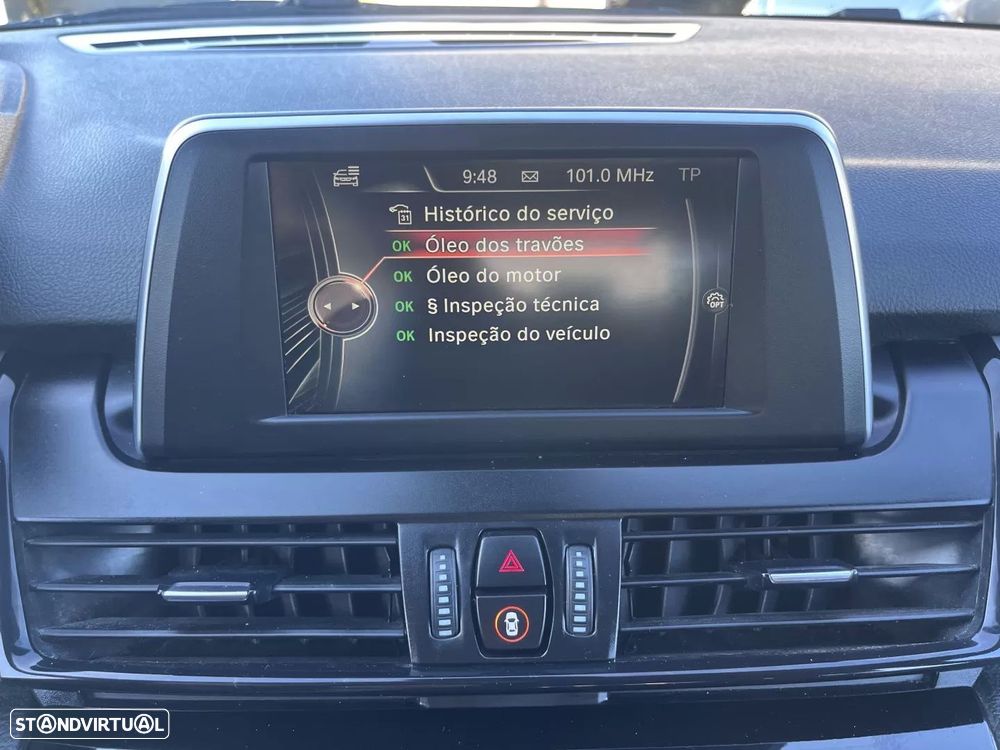 9:48 101.0 MHz TP
31 Histórico do serviço
OK Óleo dos travões
OK Óleo do motor
OK § Inspeção técnica
OK Inspeção do veículo
OPT
STANDVIRTUAL